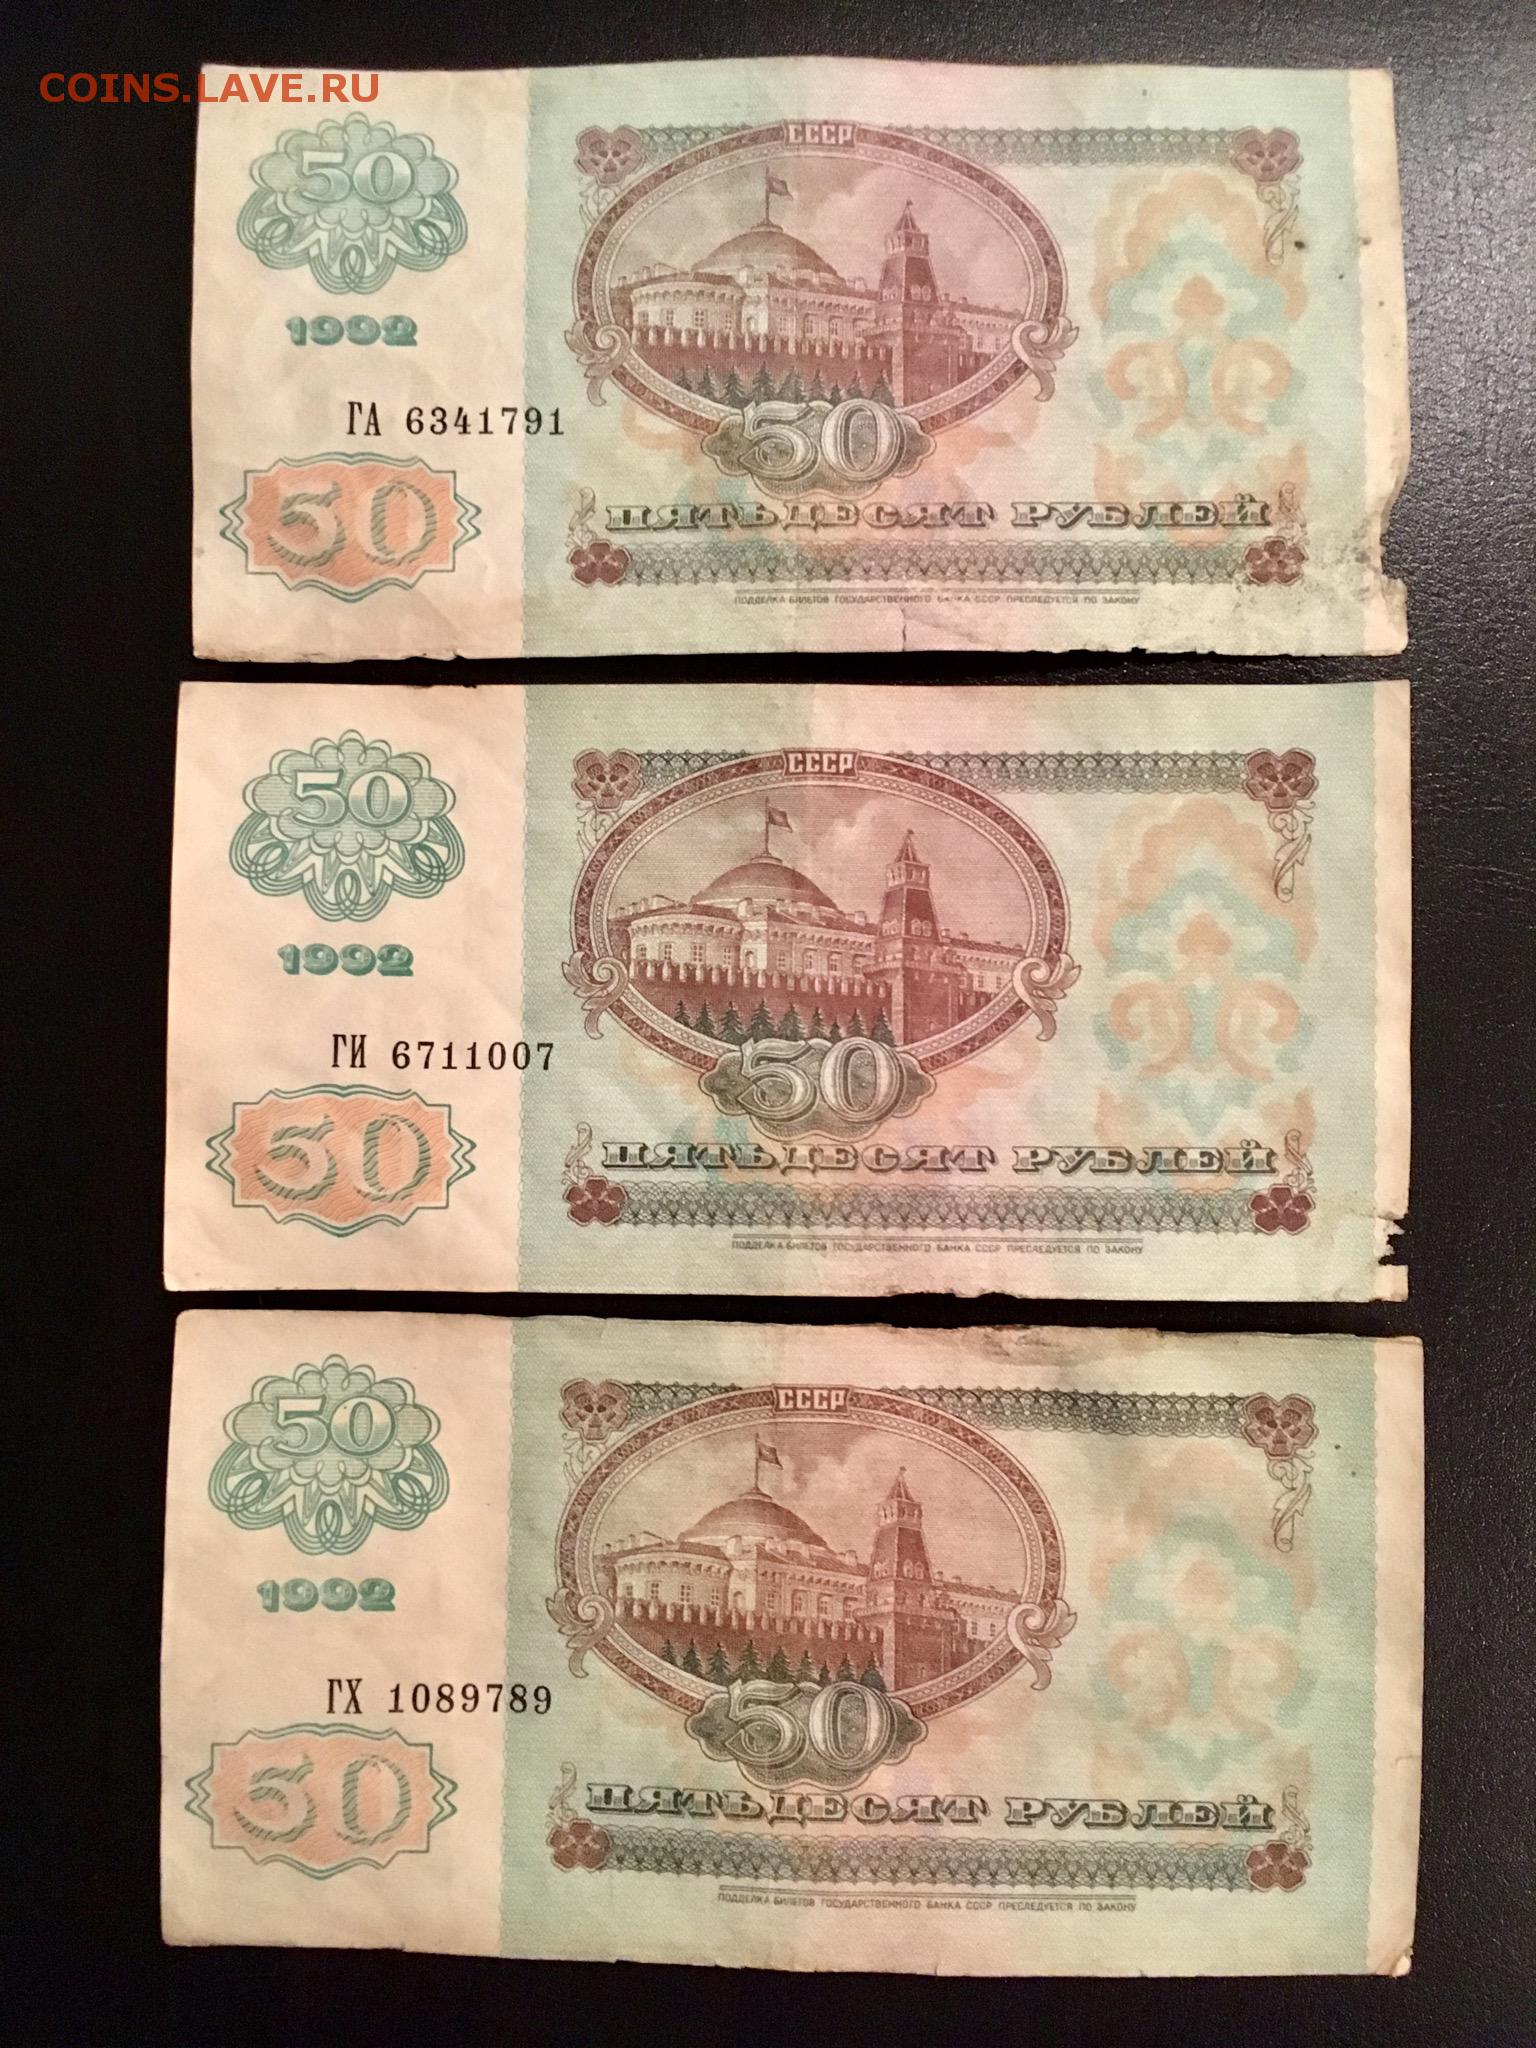 COINS.LAVE.RU
СССР
50
1992
ГА 6341791
50
50
ПЯТЬДЕСЯТ РУБЛЕЙ
ПОДДЕЛКА БИЛЕТОВ ГОСУДАРСТВЕННОГО БАНКА СССР ПРЕСЛЕДУЕТСЯ ПО ЗАКОНУ
СССР
50
1992
ГИ 6711007
50
50
ПЯТЬДЕСЯТ РУБЛЕЙ
ПОДДЕЛКА БИЛЕТОВ ГОСУДАРСТВЕННОГО БАНКА СССР ПРЕСЛЕДУЕТСЯ ПО ЗАКОНУ
СССР
50
1992
ГХ 1089789
50
50
ПЯТЬДЕСЯТ РУБЛЕЙ
ПОДДЕЛКА БИЛЕТОВ ГОСУДАРСТВЕННОГО БАНКА СССР ПРЕСЛЕДУЕТСЯ ПО ЗАКОНУ